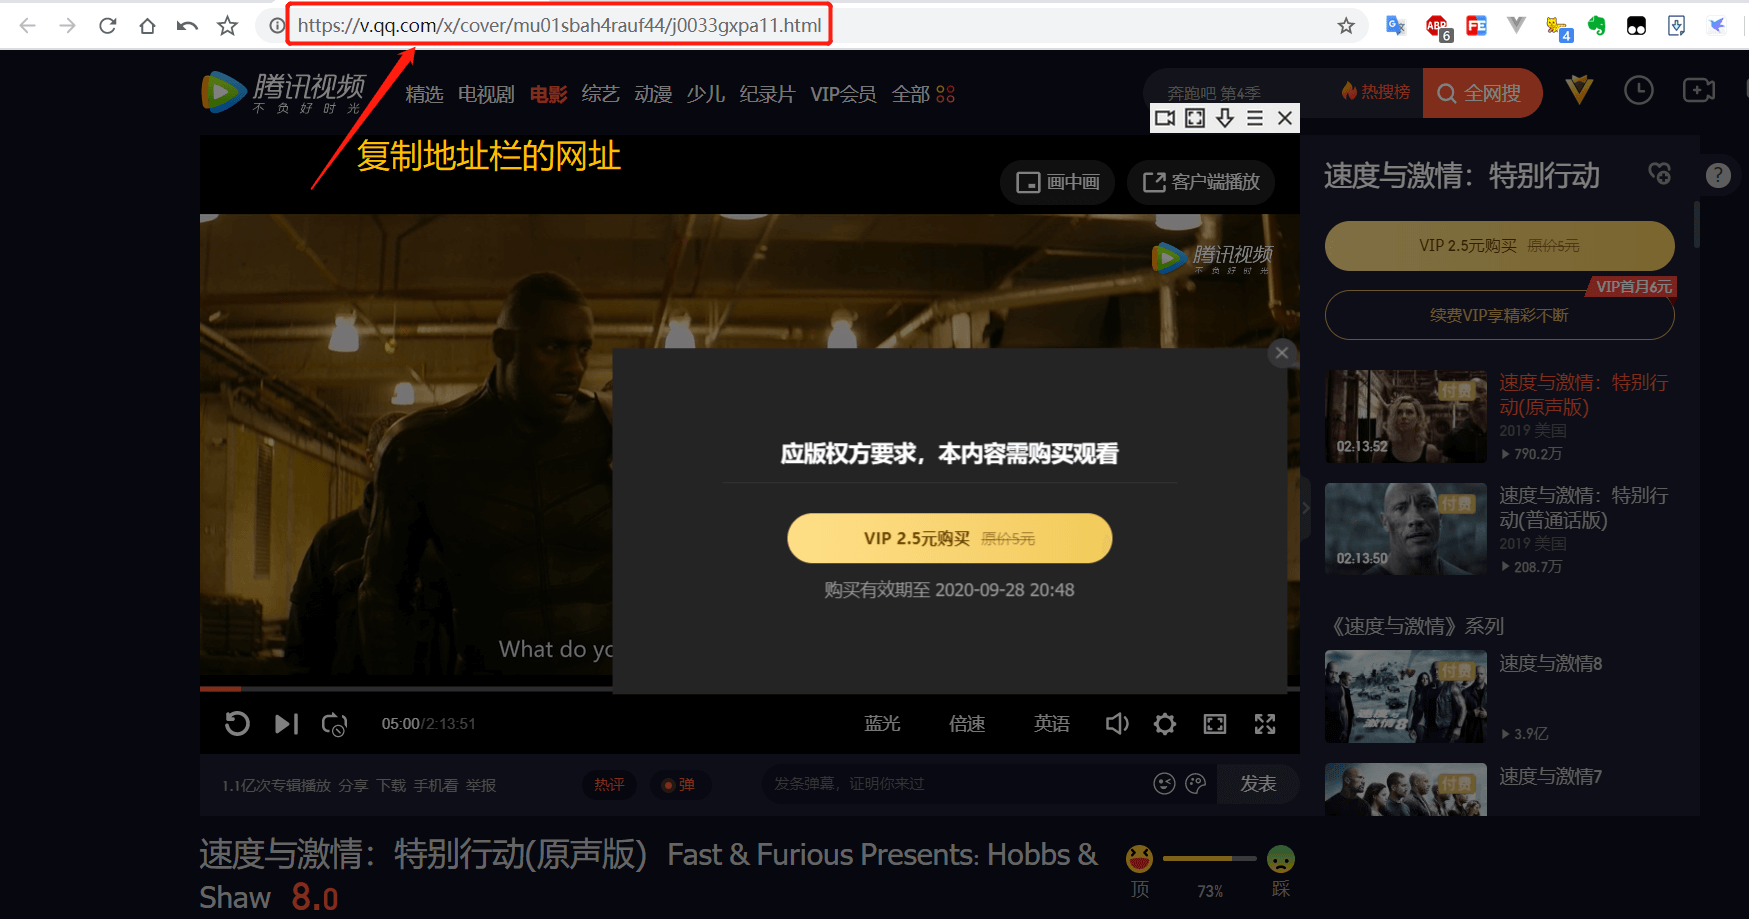 https://v.qq.com/x/cover/mu01sbah4rauf44/j0033gxpa11.html
ABP
6
FE
4
腾讯视频
不负好时光
精选 电视剧 电影 综艺 动漫 少儿 纪录片 VIP会员 全部
奔跑吧 第4季
热搜榜
全网搜
复制地址栏的网址
画中画
客户端播放
腾讯视频
不负好时光
What do yo
应版权方要求，本内容需购买观看
VIP 2.5元购买 原价5元
购买有效期至 2020-09-28 20:48
05:00/2:13:51
蓝光
倍速
英语
1.1亿次专辑播放 分享 下载 手机看 举报
热评
弹
发条弹幕，证明你来过
发表
速度与激情：特别行动(原声版) Fast & Furious Presents: Hobbs &
Shaw 8.0
顶
73%
踩
速度与激情：特别行动
?
VIP 2.5元购买 原价5元
VIP首月6元
续费VIP享精彩不断
付费
02:13:52
速度与激情：特别行
动(原声版)
2019 美国
790.2万
付费
02:13:50
速度与激情：特别行
动(普通话版)
2019 美国
208.7万
《速度与激情》系列
付费
速度与激情8
速度与激情8
3.9亿
付费
速度与激情7